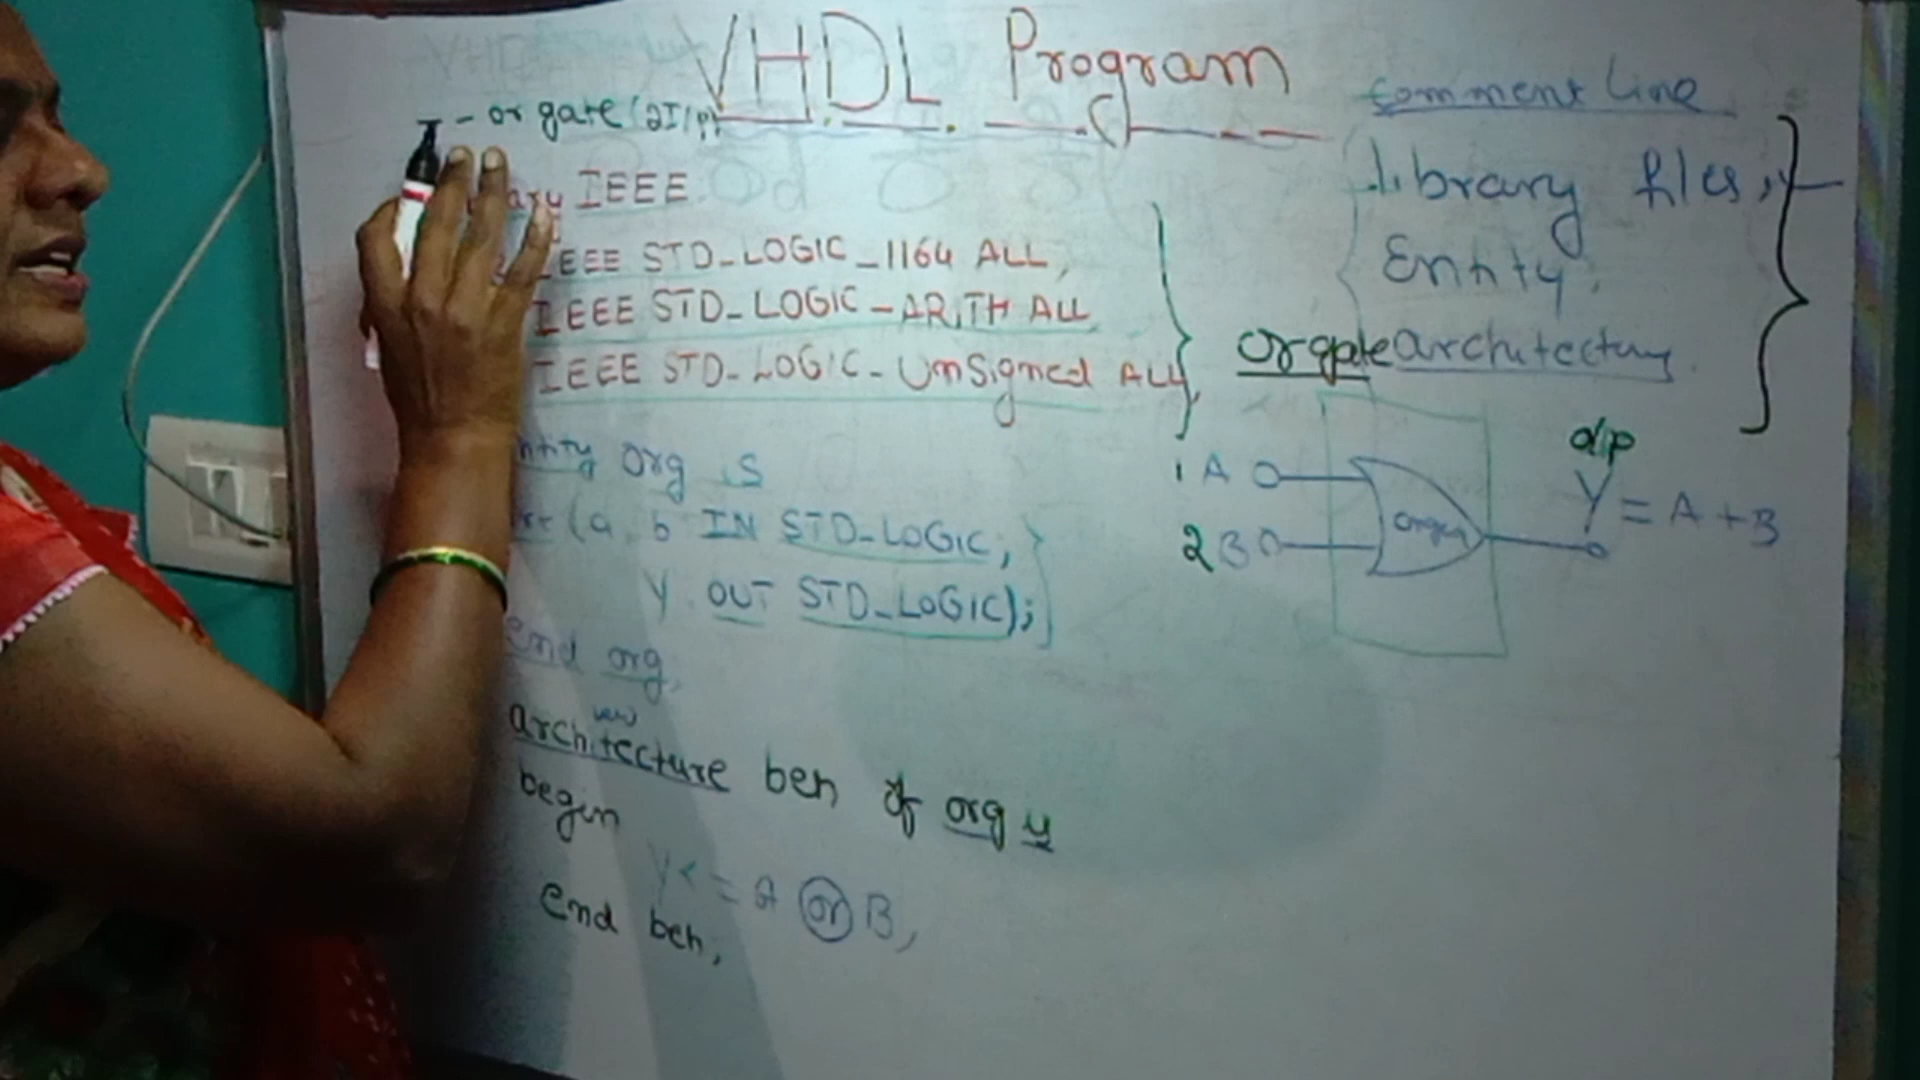 VHDL Program
-- or gate (2I/p)
IEEE
IEEE STD_LOGIC_1164 ALL,
IEEE STD_LOGIC_ARITH ALL
IEEE STD_LOGIC_UnSigned ALL,
org is
(a, b IN STD_LOGIC;
Y OUT STD_LOGIC);
end org,
architecture beh of org
begin
Y <= A or B,
end beh,
comment line
library files,
Entity,
or gate architecture
1 A
2 B
o/p
Y = A + B